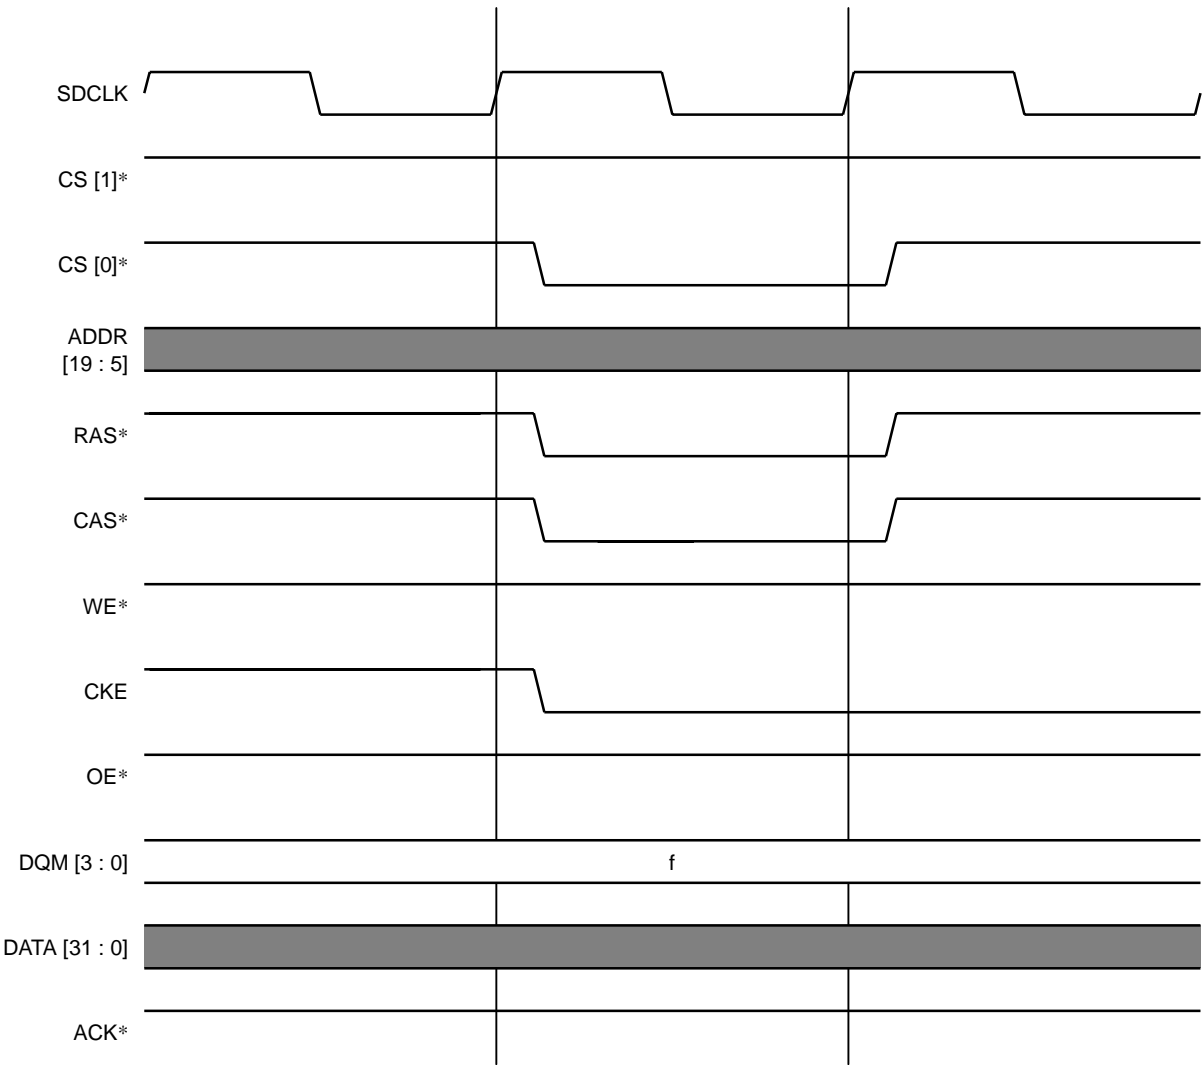 SDCLK
CS [1]*
CS [0]*
ADDR
[19 : 5]
RAS*
CAS*
WE*
CKE
OE*
DQM [3 : 0]
f
DATA [31 : 0]
ACK*